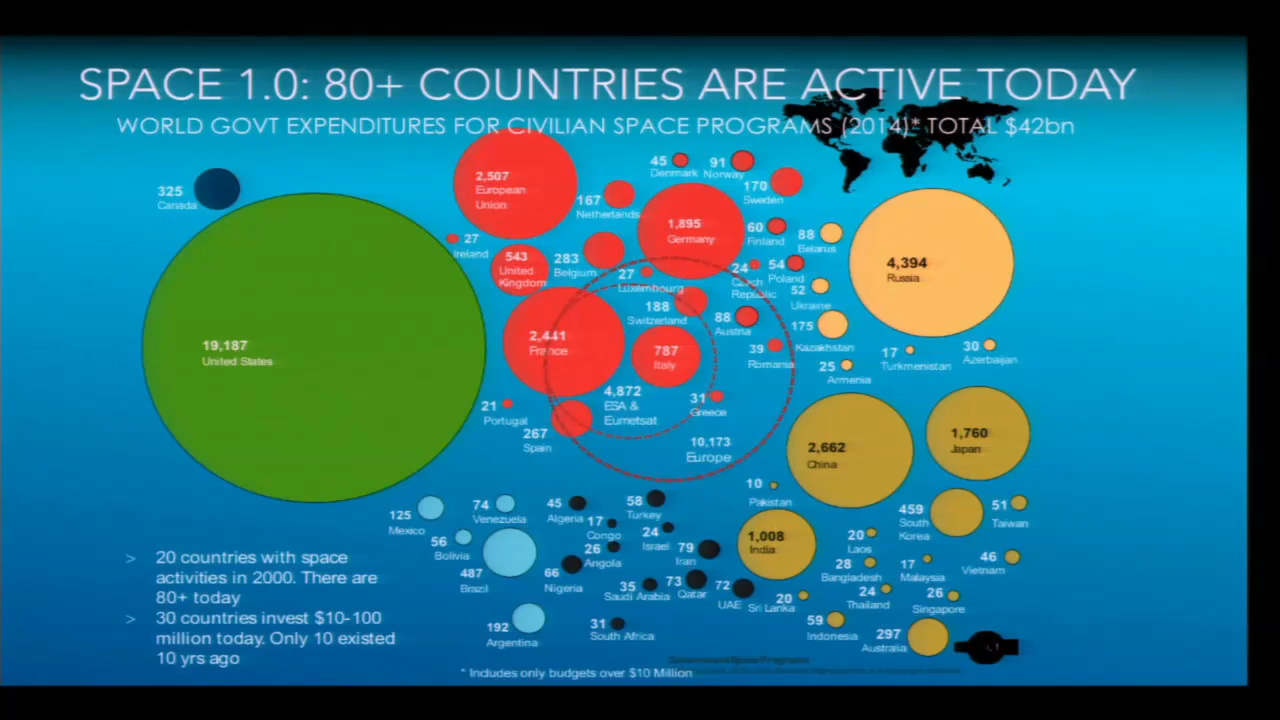 SPACE 1.0: 80+ COUNTRIES ARE ACTIVE TODAY
WORLD GOVT EXPENDITURES FOR CIVILIAN SPACE PROGRAMS (2014)* TOTAL $42bn
325
Canada
19,187
United States
2,507
European
Union
167
Netherlands
45
Denmark
91
Norway
170
Sweden
1,895
Germany
60
Finland
88
Belarus
4,394
Russia
27
Ireland
543
United
Kingdom
283
Belgium
27
Luxembourg
24
Czech
Republic
54
Poland
52
Ukraine
188
Switzerland
88
Austria
175
Kazakhstan
2,441
France
787
Italy
39
Romania
17
Turkmenistan
30
Azerbaijan
25
Armenia
4,872
ESA &
Eumetsat
31
Greece
21
Portugal
267
Spain
10,173
Europe
2,662
China
1,760
Japan
10
Pakistan
125
Mexico
74
Venezuela
45
Algeria
58
Turkey
17
Congo
24
Israel
459
South
Korea
51
Taiwan
56
Bolivia
26
Angola
79
Iran
1,008
India
20
Laos
46
Vietnam
487
Brazil
66
Nigeria
35
Saudi Arabia
73
Qatar
72
UAE
20
Sri Lanka
28
Bangladesh
17
Malaysia
24
Thailand
26
Singapore
192
Argentina
31
South Africa
59
Indonesia
297
Australia
> 20 countries with space
activities in 2000. There are
80+ today
> 30 countries invest $10-100
million today. Only 10 existed
10 yrs ago
* Includes only budgets over $10 Million
Government Space Programs